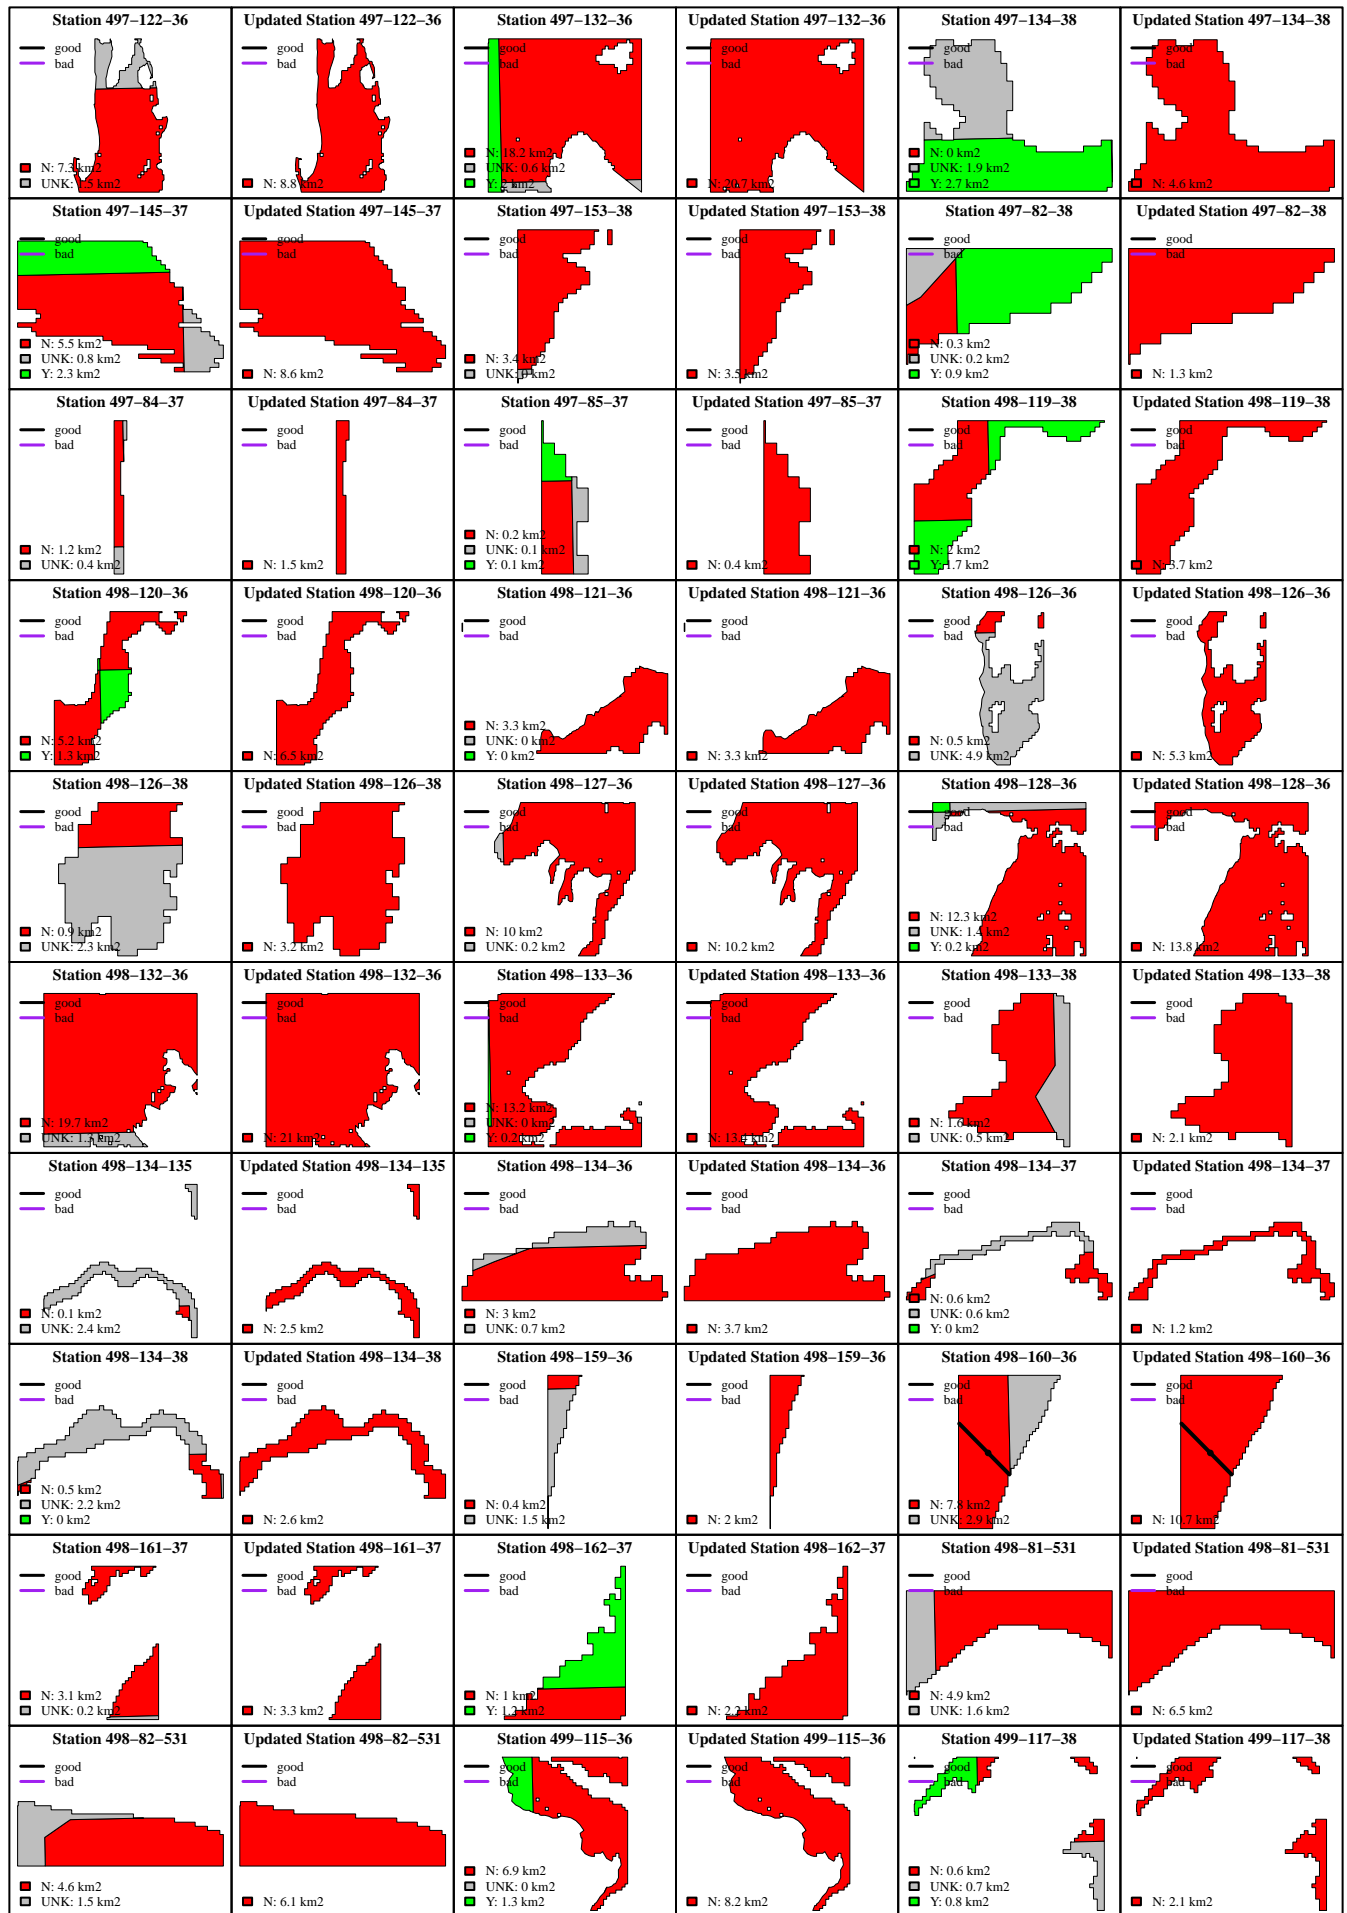 Station 497−122−36
good
bad
N: 7.3 km2
UNK: 1.5 km2
Updated Station 497−122−36
good
bad
N: 8.8 km2
Station 497−132−36
good
bad
N: 18.2 km2
UNK: 0.6 km2
Y: 2 km2
Updated Station 497−132−36
good
bad
N: 20.7 km2
Station 497−134−38
good
bad
N: 0 km2
UNK: 1.9 km2
Y: 2.7 km2
Updated Station 497−134−38
good
bad
N: 4.6 km2
Station 497−145−37
good
bad
N: 5.5 km2
UNK: 0.8 km2
Y: 2.3 km2
Updated Station 497−145−37
good
bad
N: 8.6 km2
Station 497−153−38
good
bad
N: 3.4 km2
UNK: 0 km2
Updated Station 497−153−38
good
bad
N: 3.5 km2
Station 497−82−38
good
bad
N: 0.3 km2
UNK: 0.2 km2
Y: 0.9 km2
Updated Station 497−82−38
good
bad
N: 1.3 km2
Station 497−84−37
good
bad
N: 1.2 km2
UNK: 0.4 km2
Updated Station 497−84−37
good
bad
N: 1.5 km2
Station 497−85−37
good
bad
N: 0.2 km2
UNK: 0.1 km2
Y: 0.1 km2
Updated Station 497−85−37
good
bad
N: 0.4 km2
Station 498−119−38
good
bad
N: 2 km2
Y: 1.7 km2
Updated Station 498−119−38
good
bad
N: 3.7 km2
Station 498−120−36
good
bad
N: 5.2 km2
Y: 1.3 km2
Updated Station 498−120−36
good
bad
N: 6.5 km2
Station 498−121−36
good
bad
N: 3.3 km2
UNK: 0 km2
Y: 0 km2
Updated Station 498−121−36
good
bad
N: 3.3 km2
Station 498−126−36
good
bad
N: 0.5 km2
UNK: 4.9 km2
Updated Station 498−126−36
good
bad
N: 5.3 km2
Station 498−126−38
good
bad
N: 0.9 km2
UNK: 2.3 km2
Updated Station 498−126−38
good
bad
N: 3.2 km2
Station 498−127−36
good
bad
N: 10 km2
UNK: 0.2 km2
Updated Station 498−127−36
good
bad
N: 10.2 km2
Station 498−128−36
good
bad
N: 12.3 km2
UNK: 1.4 km2
Y: 0.2 km2
Updated Station 498−128−36
good
bad
N: 13.8 km2
Station 498−132−36
good
bad
N: 19.7 km2
UNK: 1.3 km2
Updated Station 498−132−36
good
bad
N: 21 km2
Station 498−133−36
good
bad
N: 13.2 km2
UNK: 0 km2
Y: 0.2 km2
Updated Station 498−133−36
good
bad
N: 13.4 km2
Station 498−133−38
good
bad
N: 1.6 km2
UNK: 0.5 km2
Updated Station 498−133−38
good
bad
N: 2.1 km2
Station 498−134−135
good
bad
N: 0.1 km2
UNK: 2.4 km2
Updated Station 498−134−135
good
bad
N: 2.5 km2
Station 498−134−36
good
bad
N: 3 km2
UNK: 0.7 km2
Updated Station 498−134−36
good
bad
N: 3.7 km2
Station 498−134−37
good
bad
N: 0.6 km2
UNK: 0.6 km2
Y: 0 km2
Updated Station 498−134−37
good
bad
N: 1.2 km2
Station 498−134−38
good
bad
N: 0.5 km2
UNK: 2.2 km2
Y: 0 km2
Updated Station 498−134−38
good
bad
N: 2.6 km2
Station 498−159−36
good
bad
N: 0.4 km2
UNK: 1.5 km2
Updated Station 498−159−36
good
bad
N: 2 km2
Station 498−160−36
good
bad
N: 7.8 km2
UNK: 2.9 km2
Updated Station 498−160−36
good
bad
N: 10.7 km2
Station 498−161−37
good
bad
N: 3.1 km2
UNK: 0.2 km2
Updated Station 498−161−37
good
bad
N: 3.3 km2
Station 498−162−37
good
bad
N: 1 km2
Y: 1.2 km2
Updated Station 498−162−37
good
bad
N: 2.2 km2
Station 498−81−531
good
bad
N: 4.9 km2
UNK: 1.6 km2
Updated Station 498−81−531
good
bad
N: 6.5 km2
Station 498−82−531
good
bad
N: 4.6 km2
UNK: 1.5 km2
Updated Station 498−82−531
good
bad
N: 6.1 km2
Station 499−115−36
good
bad
N: 6.9 km2
UNK: 0 km2
Y: 1.3 km2
Updated Station 499−115−36
good
bad
N: 8.2 km2
Station 499−117−38
good
bad
N: 0.6 km2
UNK: 0.7 km2
Y: 0.8 km2
Updated Station 499−117−38
good
bad
N: 2.1 km2